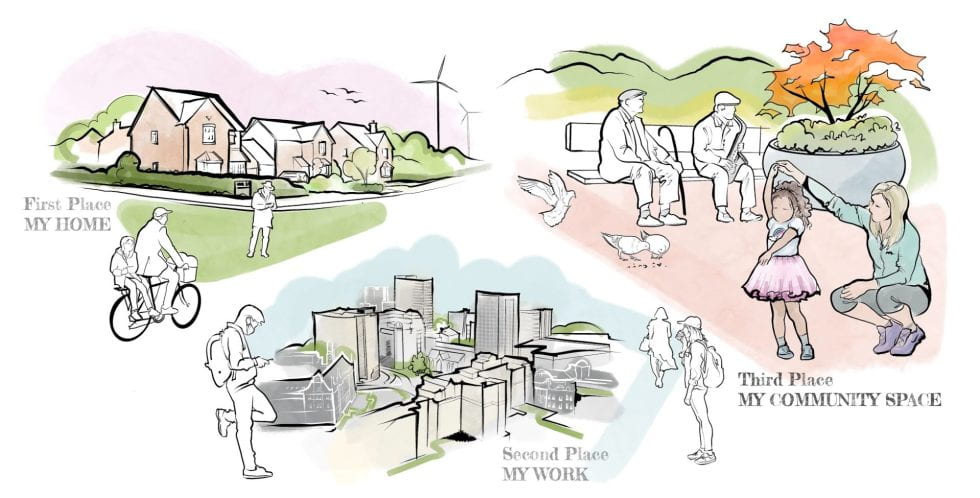 First Place
MY HOME
Second Place
MY WORK
Third Place
MY COMMUNITY SPACE